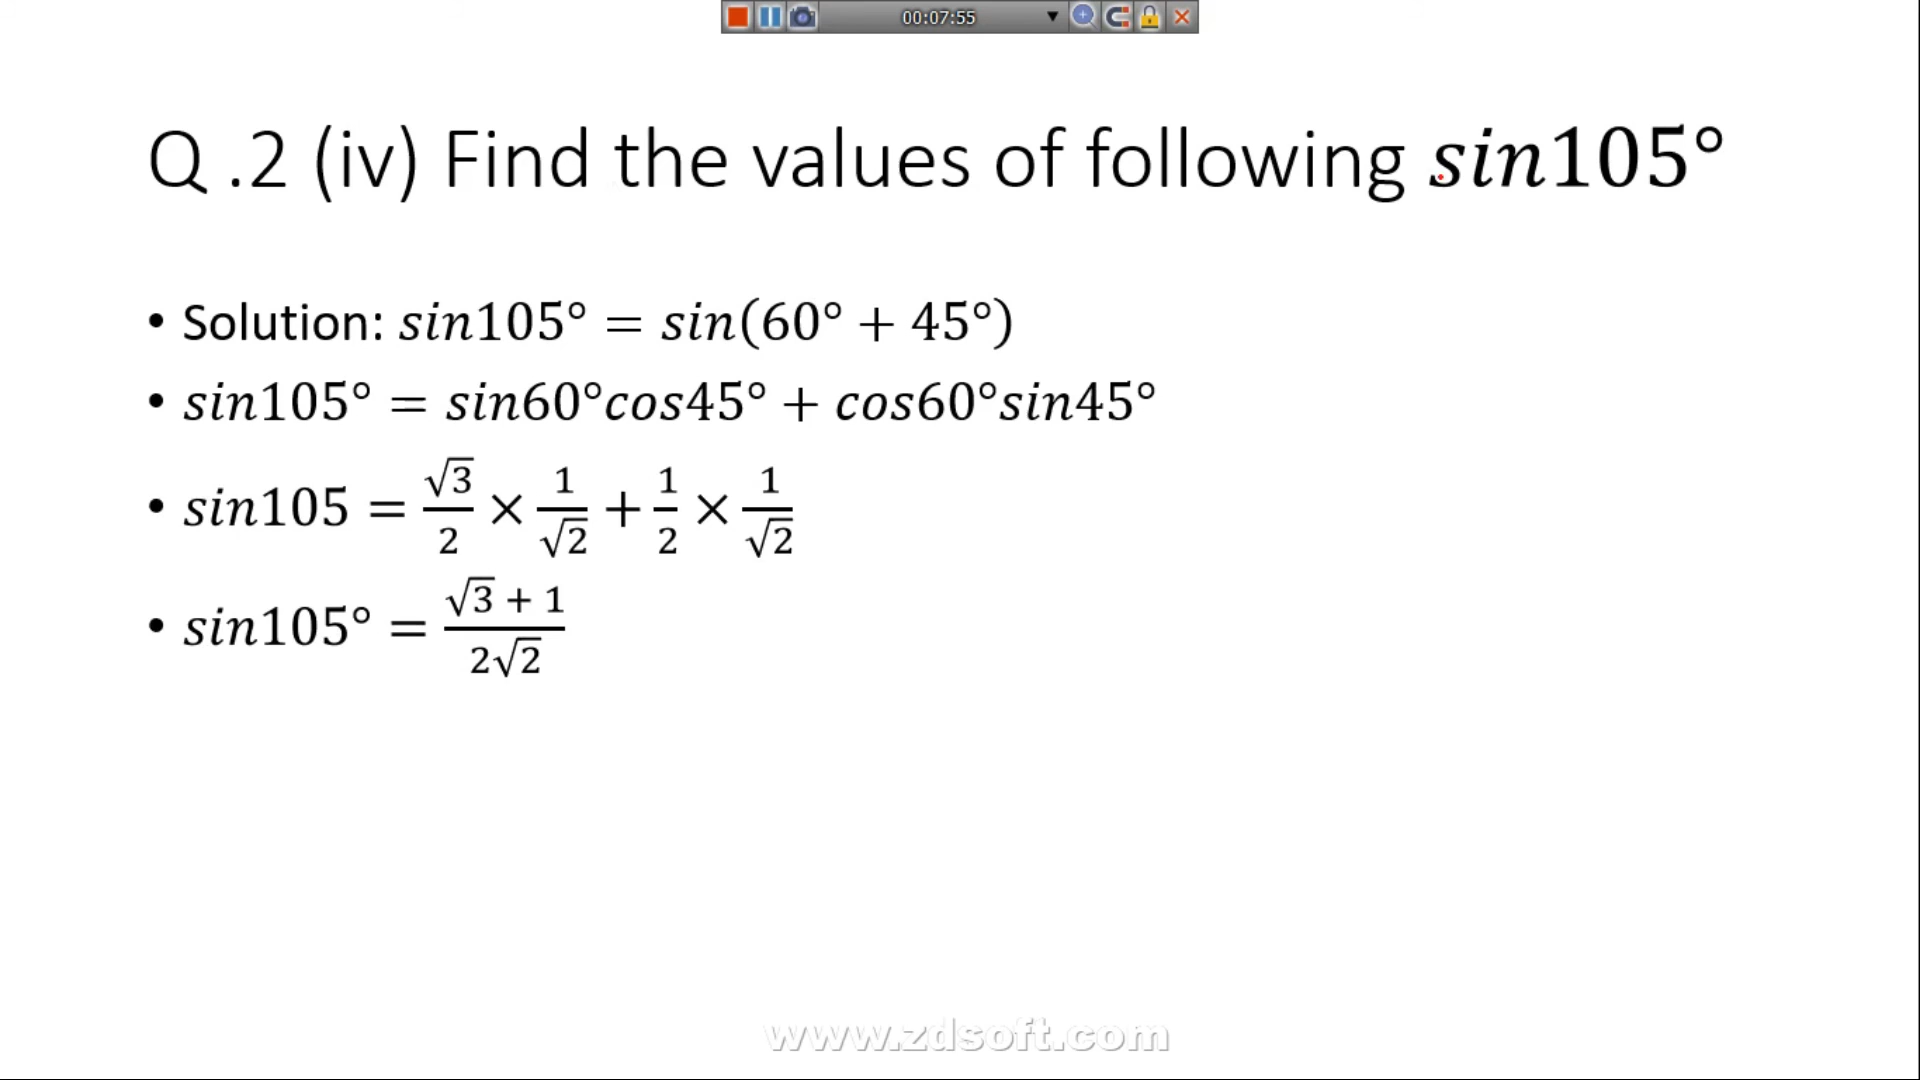 00:07:55
Q .2 (iv) Find the values of following sin105°
• Solution: sin105° = sin(60° + 45°)
• sin105° = sin60°cos45° + cos60°sin45°
• sin105 = √3/2 × 1/√2 + 1/2 × 1/√2
• sin105° = (√3 + 1)/(2√2)
www.zdsoft.com